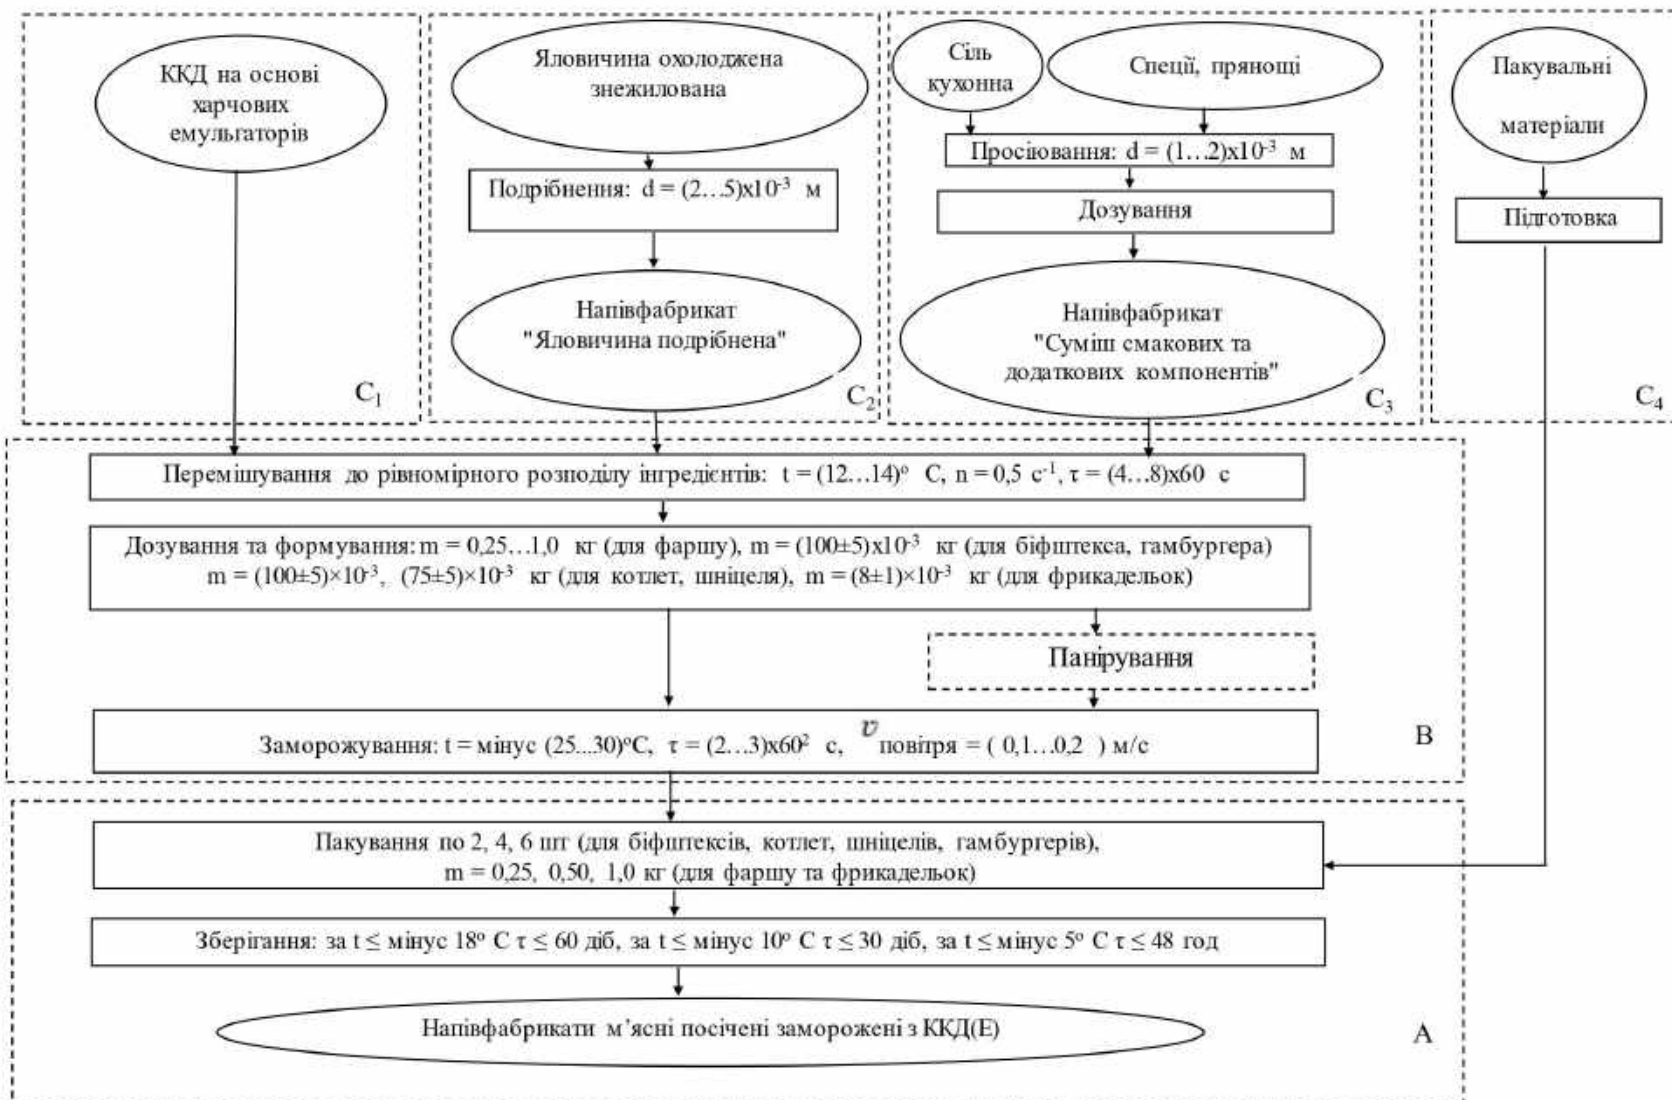 ККД на основі
харчових
емульгаторів
C₁
Яловичина охолоджена
знежилована
Подрібнення: d = (2…5)x10⁻³ м
Напівфабрикат
"Яловичина подрібнена"
C₂
Сіль
кухонна
Спеції, прянощі
Просіювання: d = (1…2)x10⁻³ м
Дозування
Напівфабрикат
"Суміш смакових та
додаткових компонентів"
C₃
Пакувальні
матеріали
Підготовка
C₄
Перемішування до рівномірного розподілу інгредієнтів: t = (12…14)º С, n = 0,5 с⁻¹, τ = (4…8)x60 с
Дозування та формування: m = 0,25…1,0 кг (для фаршу), m = (100±5)x10⁻³ кг (для біфштекса, гамбургера)
m = (100±5)×10⁻³, (75±5)×10⁻³ кг (для котлет, шніцеля), m = (8±1)×10⁻³ кг (для фрикадельок)
Панірування
Заморожування: t = мінус (25...30)ºС, τ = (2…3)x60² с, v повітря = ( 0,1…0,2 ) м/с
B
Пакування по 2, 4, 6 шт (для біфштексів, котлет, шніцелів, гамбургерів),
m = 0,25, 0,50, 1,0 кг (для фаршу та фрикадельок)
Зберігання: за t ≤ мінус 18º С τ ≤ 60 діб, за t ≤ мінус 10º С τ ≤ 30 діб, за t ≤ мінус 5º С τ ≤ 48 год
Напівфабрикати м’ясні посічені заморожені з ККД(Е)
A